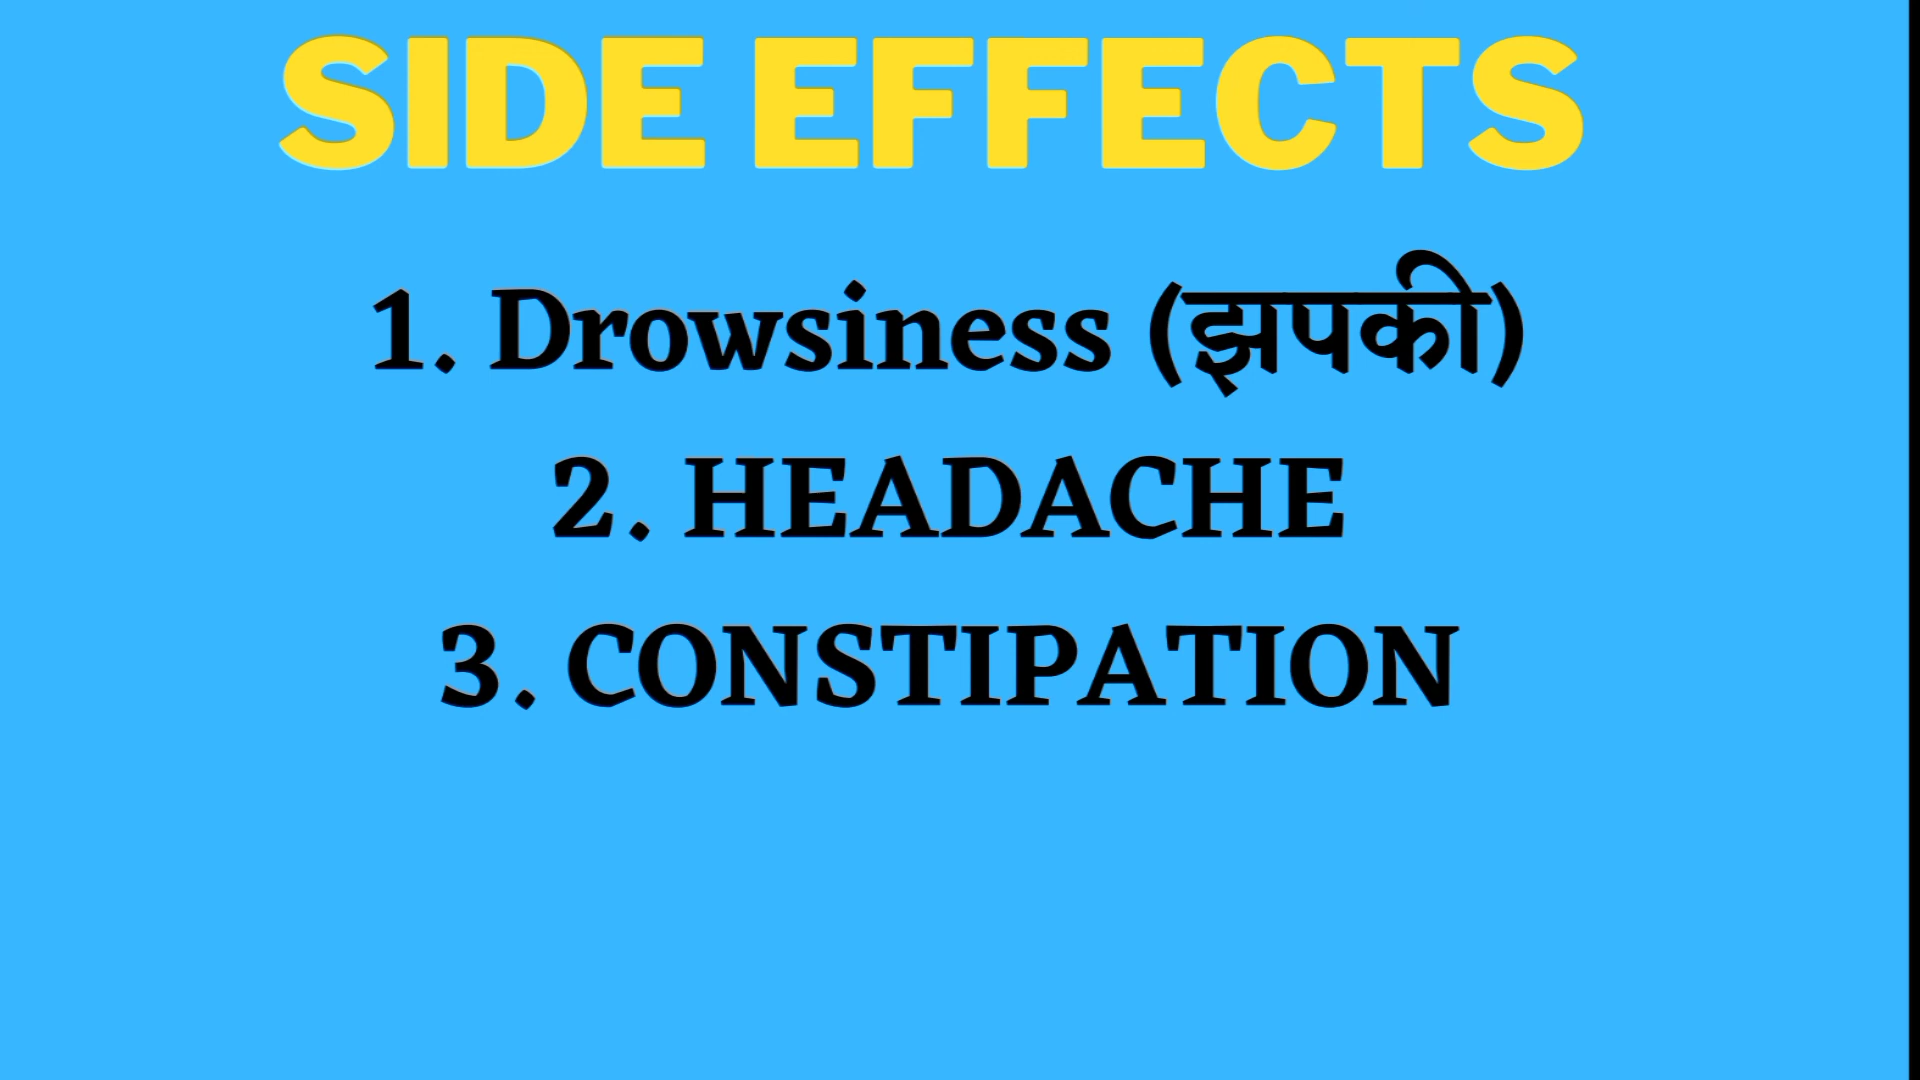 SIDE EFFECTS
1. Drowsiness (झपकी)
2. HEADACHE
3. CONSTIPATION